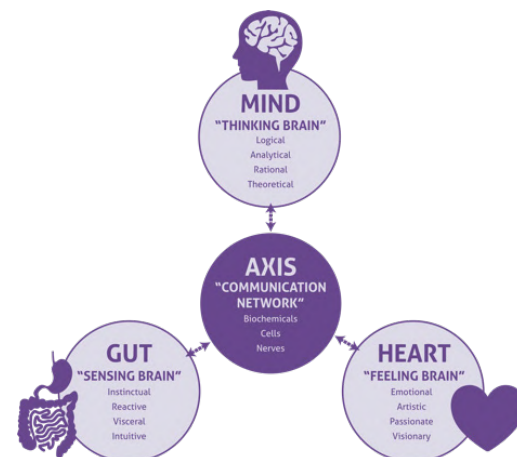 MIND
"THINKING BRAIN"
Logical
Analytical
Rational
Theoretical
AXIS
"COMMUNICATION
NETWORK"
Biochemicals
Cells
Nerves
GUT
"SENSING BRAIN"
Instinctual
Reactive
Visceral
Intuitive
HEART
"FEELING BRAIN"
Emotional
Artistic
Passionate
Visionary